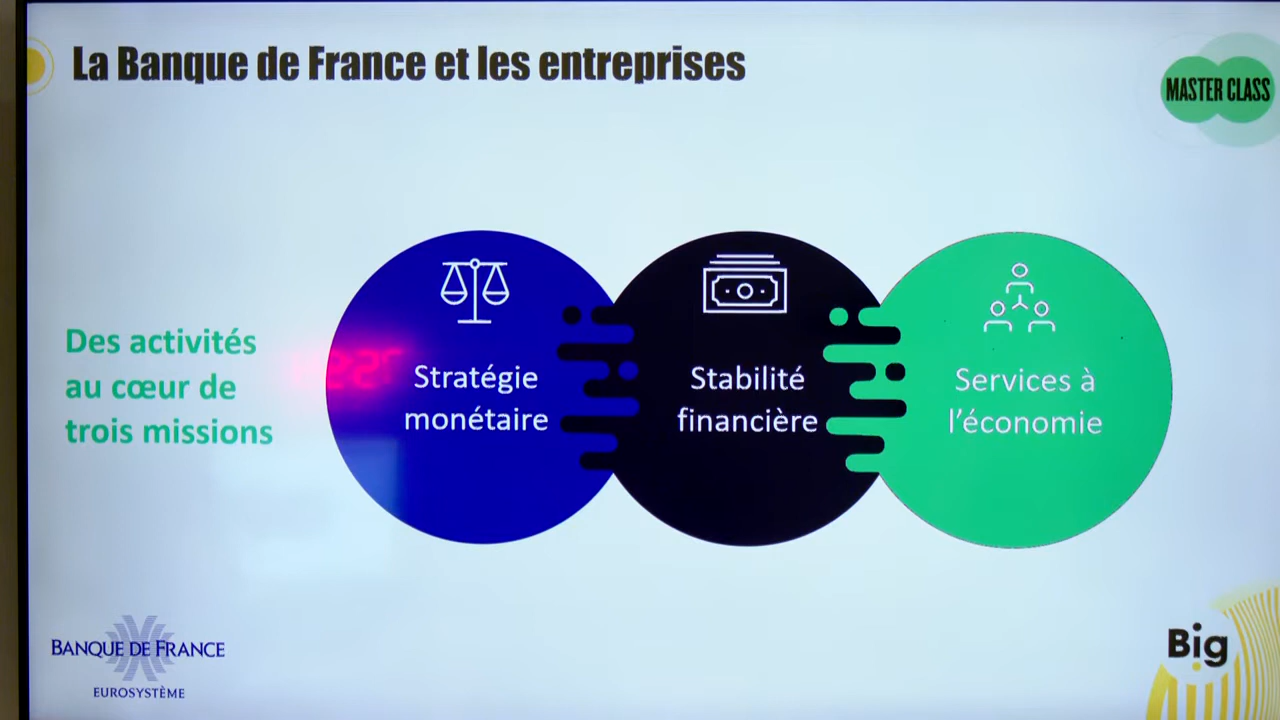 La Banque de France et les entreprises
MASTER CLASS
Des activités
au cœur de
trois missions
Stratégie
monétaire
Stabilité
financière
Services à
l'économie
BANQUE DE FRANCE
EUROSYSTÈME
Big